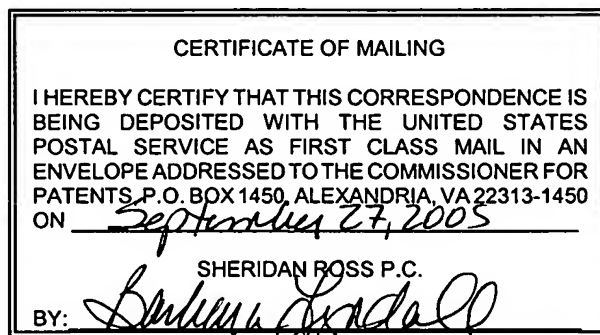 CERTIFICATE OF MAILING
I HEREBY CERTIFY THAT THIS CORRESPONDENCE IS
BEING DEPOSITED WITH THE UNITED STATES
POSTAL SERVICE AS FIRST CLASS MAIL IN AN
ENVELOPE ADDRESSED TO THE COMMISSIONER FOR
PATENTS, P.O. BOX 1450, ALEXANDRIA, VA 22313-1450
ON September 27, 2005
SHERIDAN ROSS P.C.
BY: Barbara Lindall